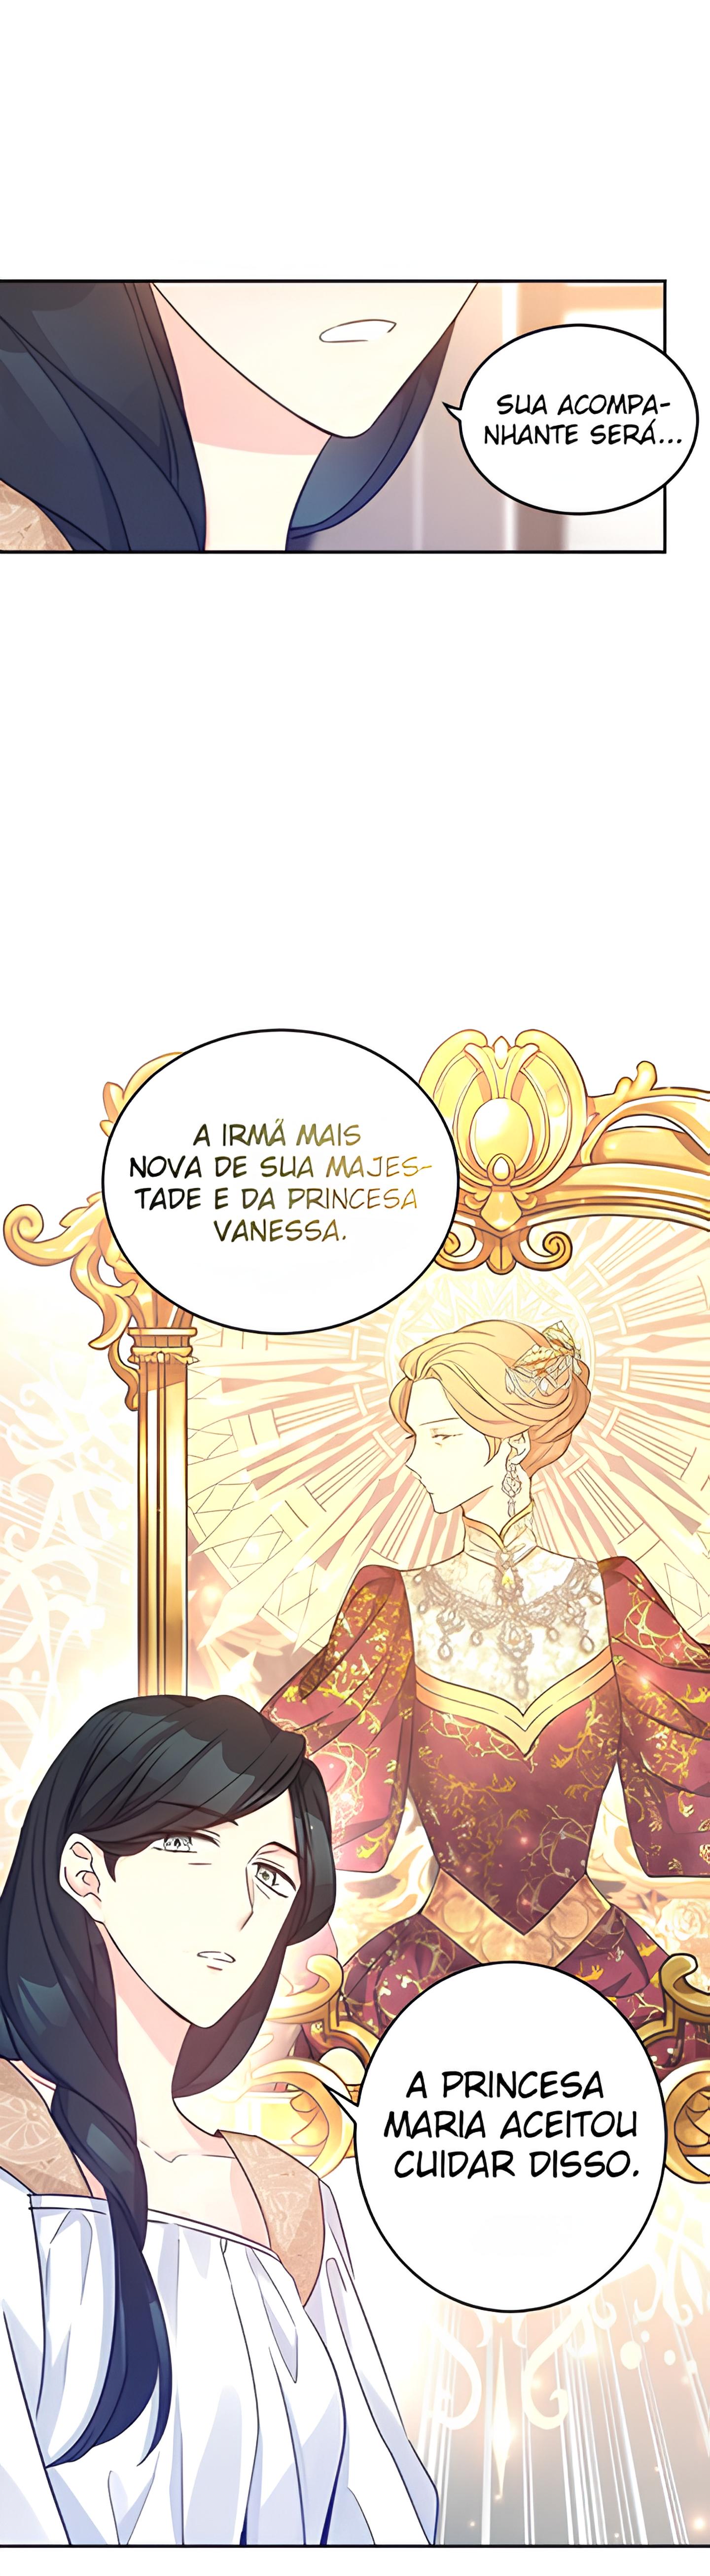 SUA ACOMPA-
NHANTE SERÁ...
A IRMÃ MAIS
NOVA DE SUA MAJES-
TADE E DA PRINCESA
VANESSA.
A PRINCESA
MARIA ACEITOU
CUIDAR DISSO.